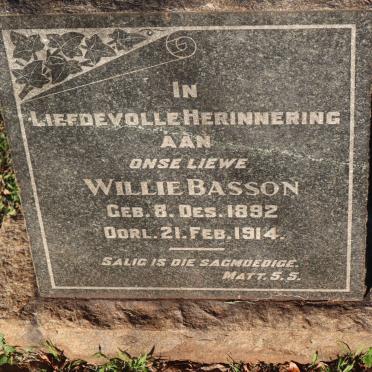 IN
LIEFDEVOLLE HERINNERING
AAN
ONSE LIEWE
WILLIE BASSON
GEB. 8. DES. 1892
OORL. 21. FEB. 1914.
SALIG IS DIE SAGMOEDIGE.
MATT. 5.5.